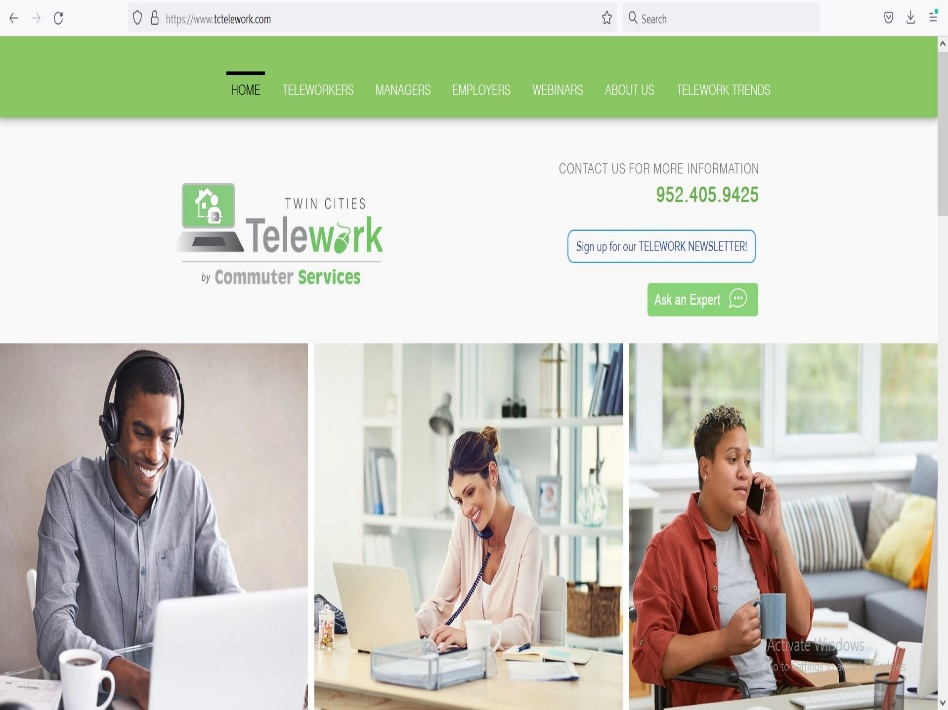 https://www.tctelework.com
Search
HOME
TELEWORKERS
MANAGERS
EMPLOYERS
WEBINARS
ABOUT US
TELEWORK TRENDS
CONTACT US FOR MORE INFORMATION
952.405.9425
Sign up for our TELEWORK NEWSLETTER!
Ask an Expert
TWIN CITIES
Telework
by Commuter Services
Activate Windows
Go to Settings to activate Windows.